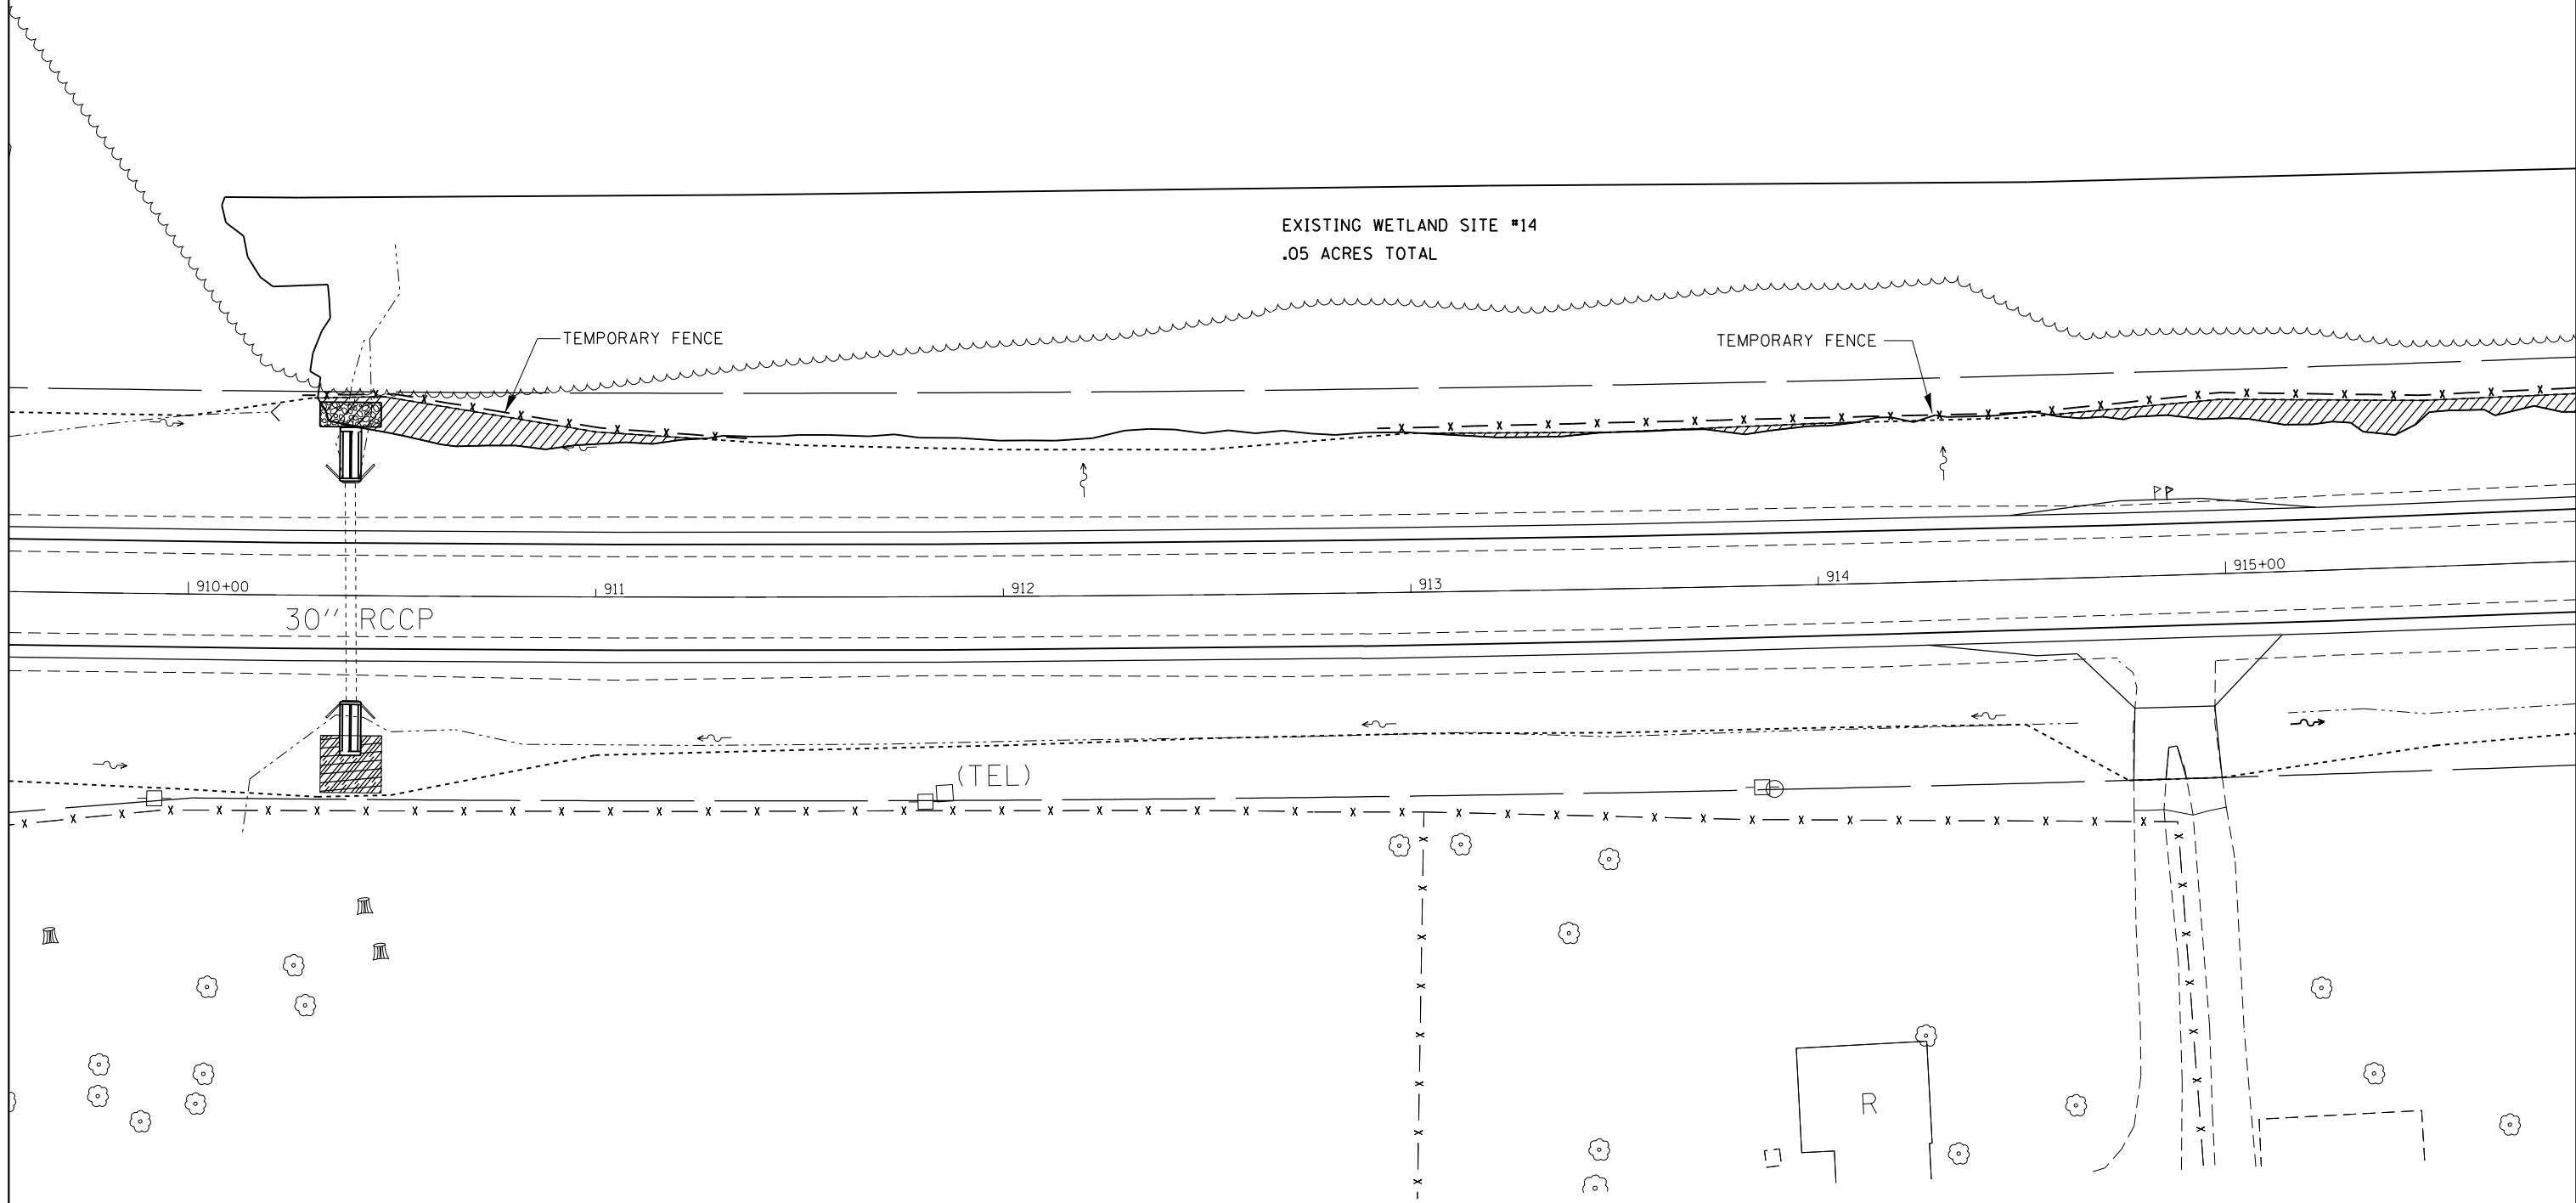 EXISTING WETLAND SITE #14
.05 ACRES TOTAL
TEMPORARY FENCE
TEMPORARY FENCE
PP
910+00
911
912
913
914
915+00
30" RCCP
(TEL)
R